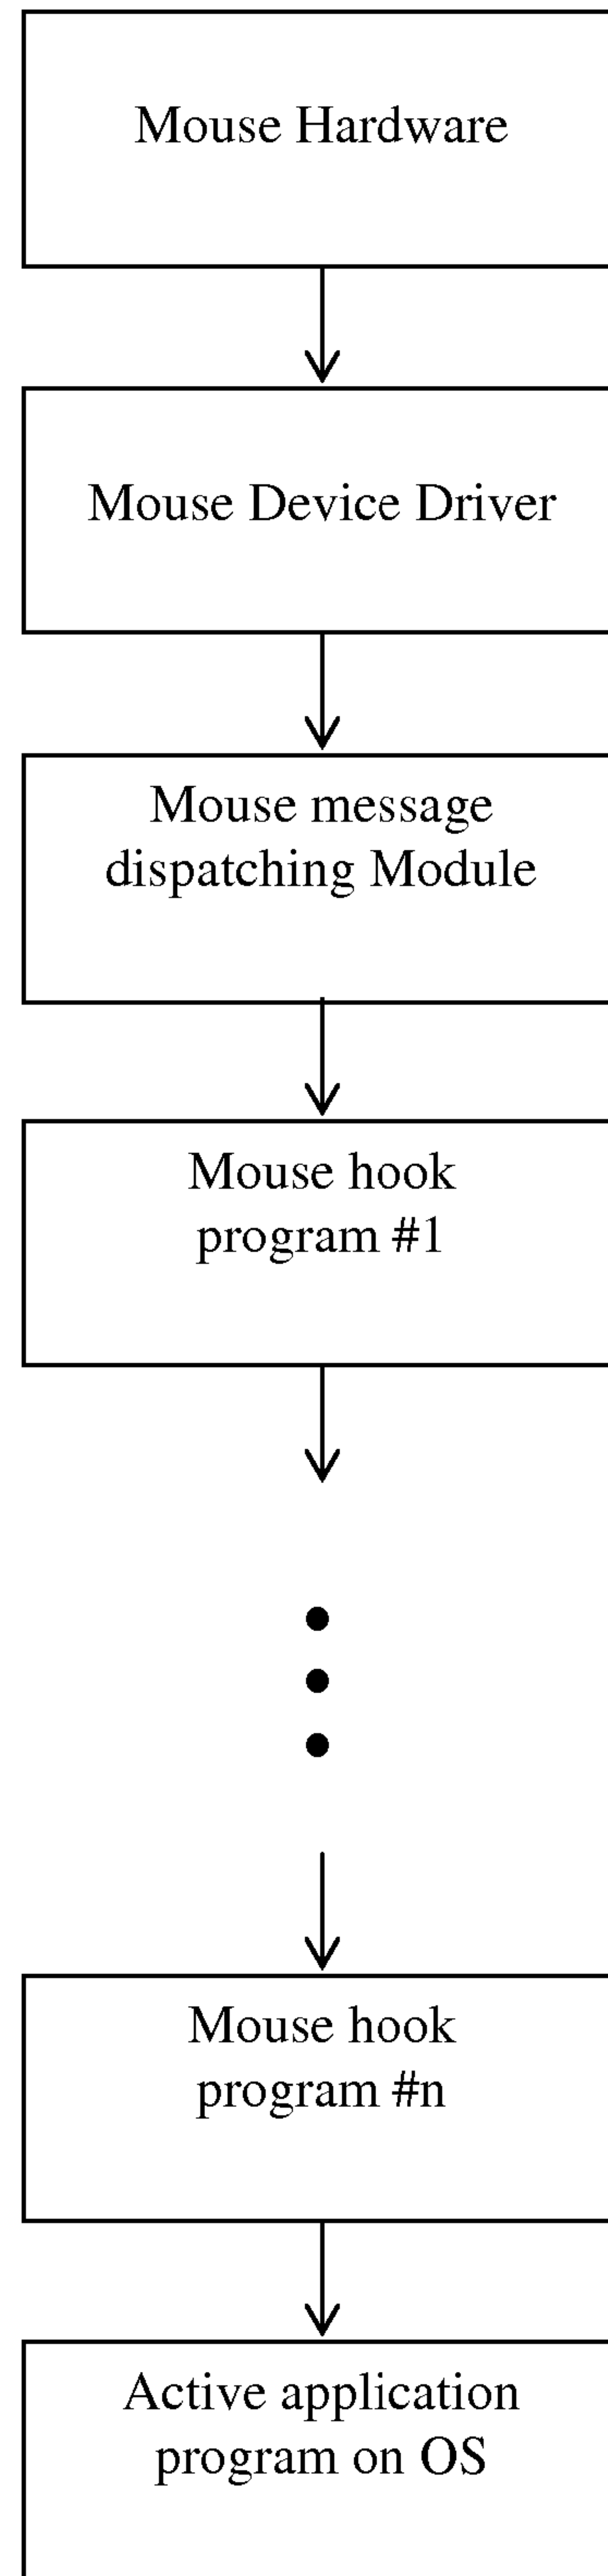 Mouse Hardware
Mouse Device Driver
Mouse message
dispatching Module
Mouse hook
program #1
Mouse hook
program #n
Active application
program on OS